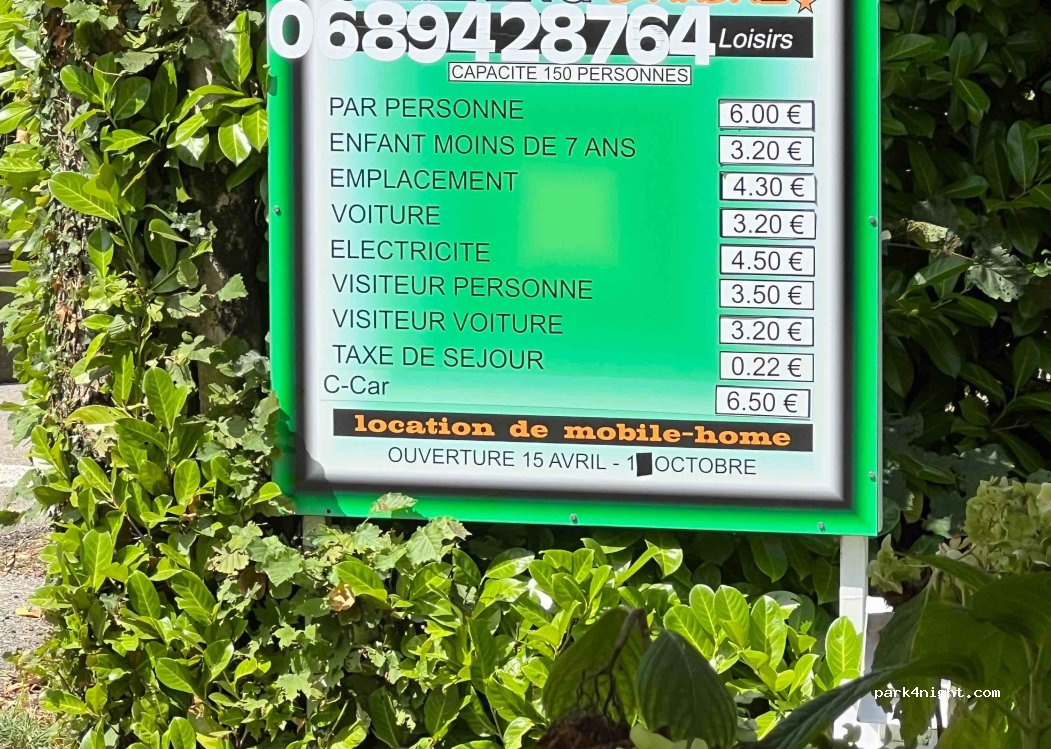 0689428764
Loisirs
CAPACITE 150 PERSONNES
PAR PERSONNE 6.00 €
ENFANT MOINS DE 7 ANS 3.20 €
EMPLACEMENT 4.30 €
VOITURE 3.20 €
ELECTRICITE 4.50 €
VISITEUR PERSONNE 3.50 €
VISITEUR VOITURE 3.20 €
TAXE DE SEJOUR 0.22 €
C-Car 6.50 €
location de mobile-home
OUVERTURE 15 AVRIL - 1 OCTOBRE
park4night.com